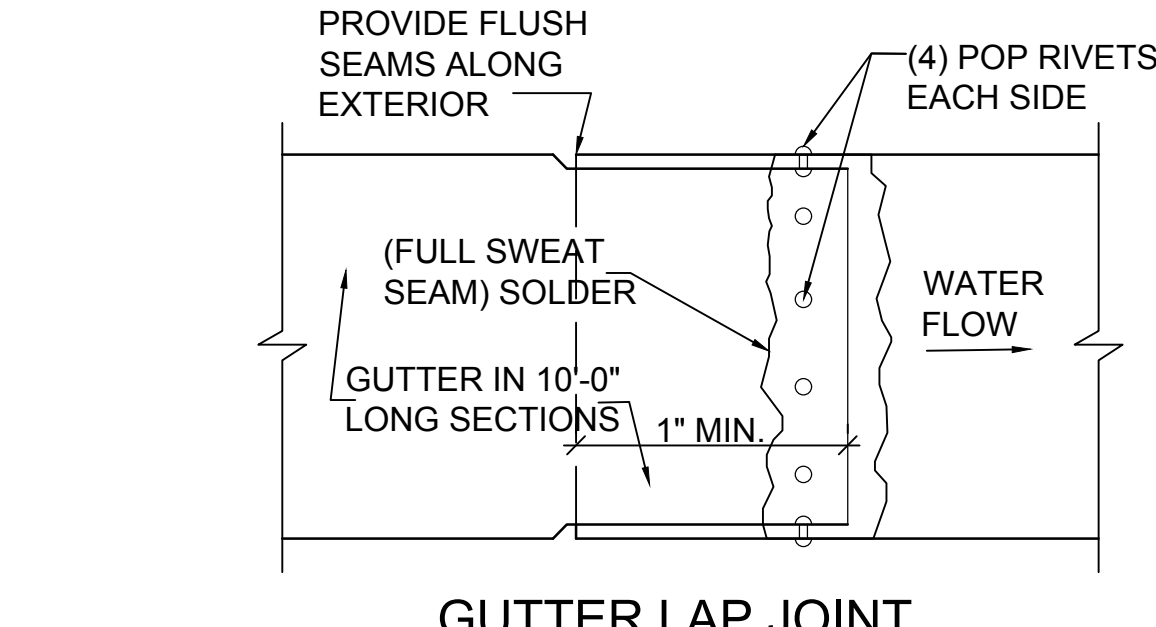 PROVIDE FLUSH
SEAMS ALONG
EXTERIOR
(4) POP RIVETS
EACH SIDE
(FULL SWEAT
SEAM) SOLDER
WATER
FLOW
GUTTER IN 10'-0"
LONG SECTIONS
1" MIN.
GUTTER LAP JOINT